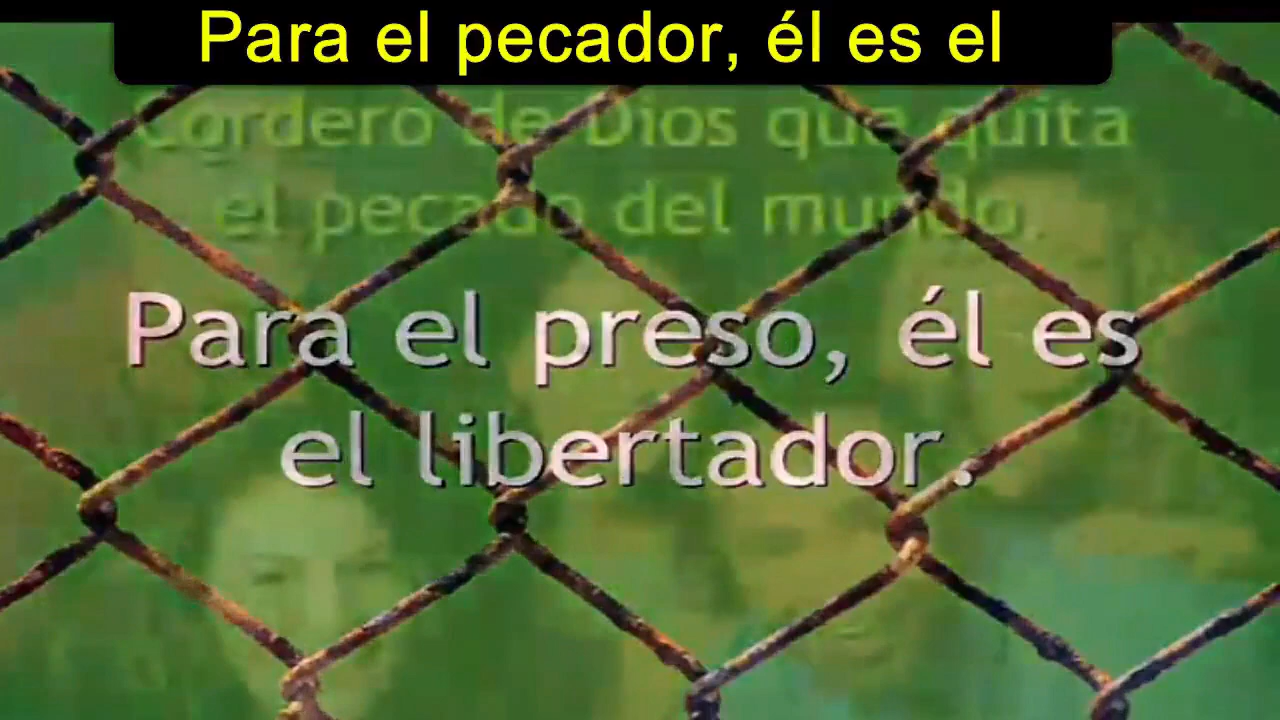 Para el pecador, él es el
Cordero de Dios que quita
el pecado del mundo.
Para el preso, él es
el libertador.